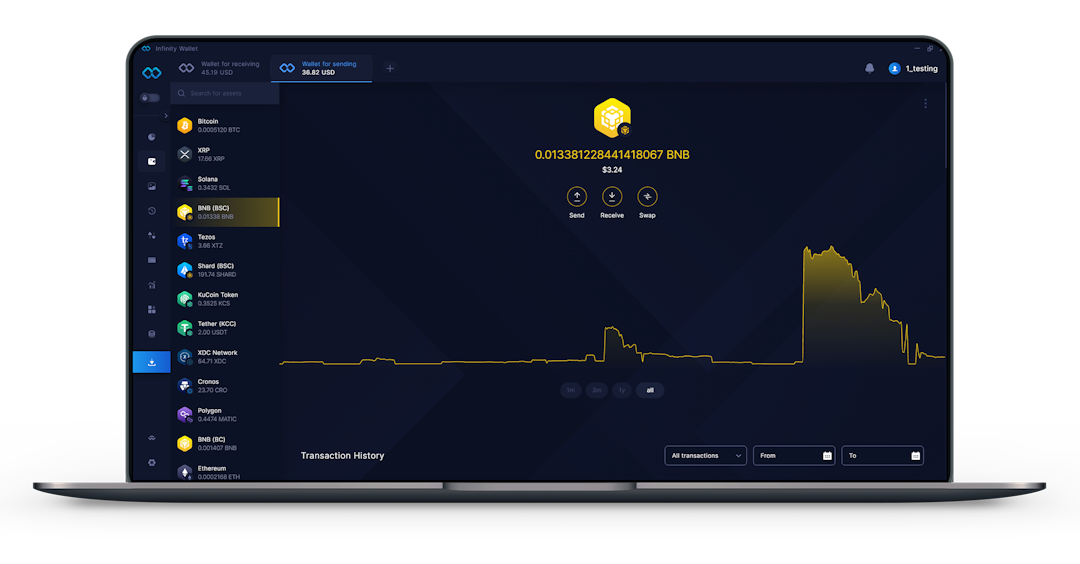 Infinity Wallet
Wallet for receiving
45.19 USD
Wallet for sending
36.82 USD
1_testing
Search for assets
Bitcoin
0.0005120 BTC
XRP
17.66 XRP
Solana
0.3432 SOL
BNB (BSC)
0.01338 BNB
Tezos
3.66 XTZ
Shard (BSC)
191.74 SHARD
KuCoin Token
0.3525 KCS
Tether (KCC)
2.00 USDT
XDC Network
64.71 XDC
Cronos
23.70 CRO
Polygon
0.4474 MATIC
BNB (BC)
0.001407 BNB
Ethereum
0.0002168 ETH
0.013381228441418067 BNB
$3.24
Send
Receive
Swap
1m
3m
1y
all
Transaction History
All transactions
From
To